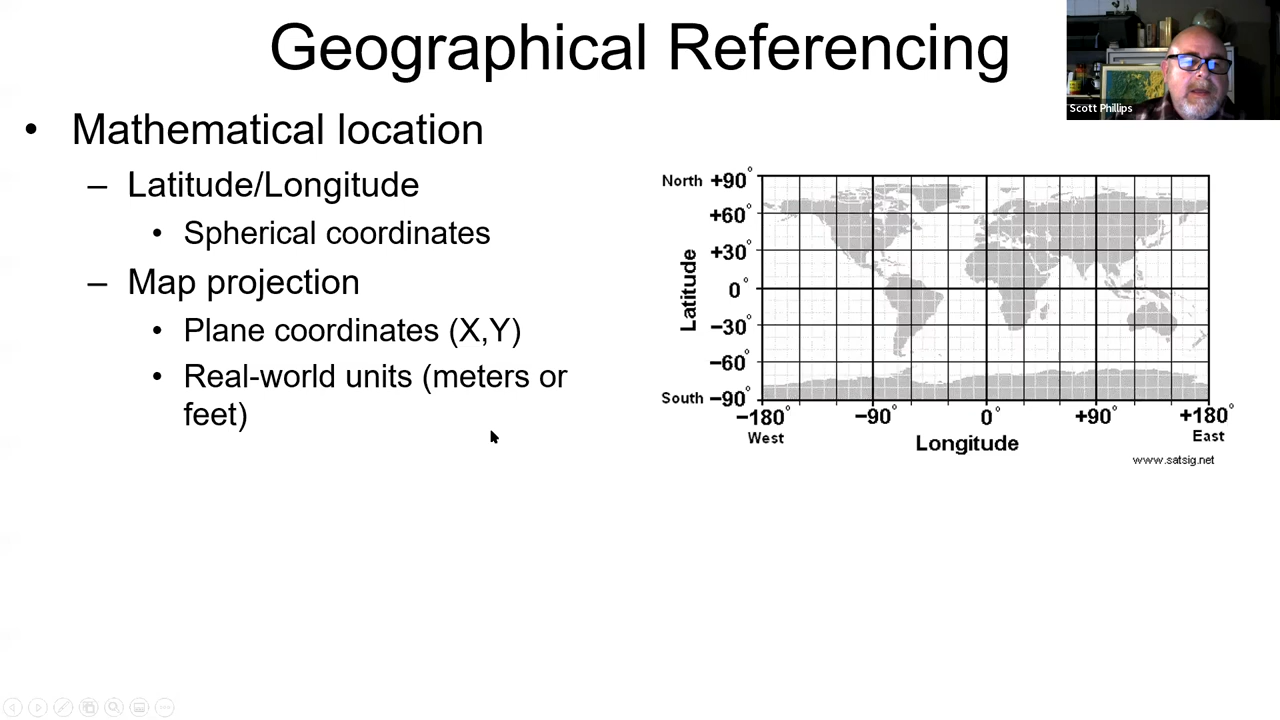 Geographical Referencing
Scott Phillips
• Mathematical location
– Latitude/Longitude
• Spherical coordinates
– Map projection
• Plane coordinates (X,Y)
• Real-world units (meters or
feet)
North +90°
+60°
+30°
0°
−30°
−60°
South −90°
Latitude
−180° −90° 0° +90° +180°
West East
Longitude
www.satsig.net